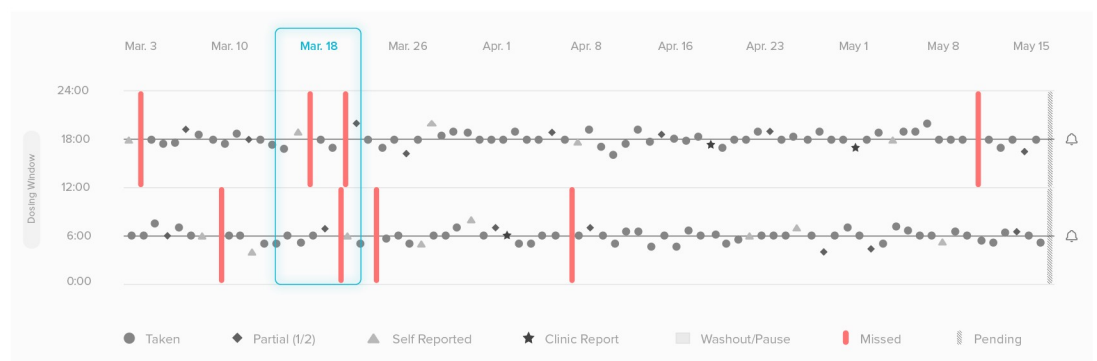 Mar. 3 Mar. 10 Mar. 18 Mar. 26 Apr. 1 Apr. 8 Apr. 16 Apr. 23 May 1 May 8 May 15
24:00
18:00
12:00
6:00
0:00
Dosing Window
Taken Partial (1/2) Self Reported Clinic Report Washout/Pause Missed Pending